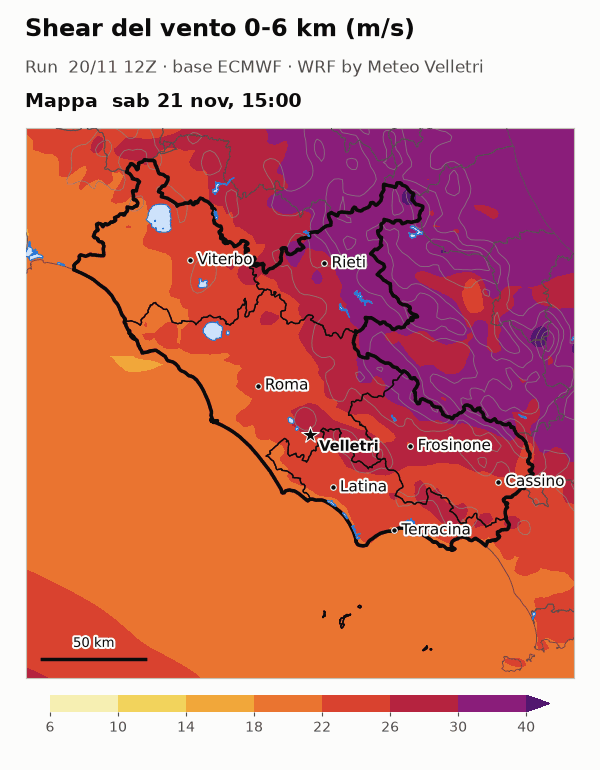 Shear del vento 0-6 km (m/s)
Run  20/11 12Z · base ECMWF · WRF by Meteo Velletri
Mappa  sab 21 nov, 15:00
Viterbo
Rieti
Roma
Velletri
Frosinone
Cassino
Latina
Terracina
50 km
6 10 14 18 22 26 30 40